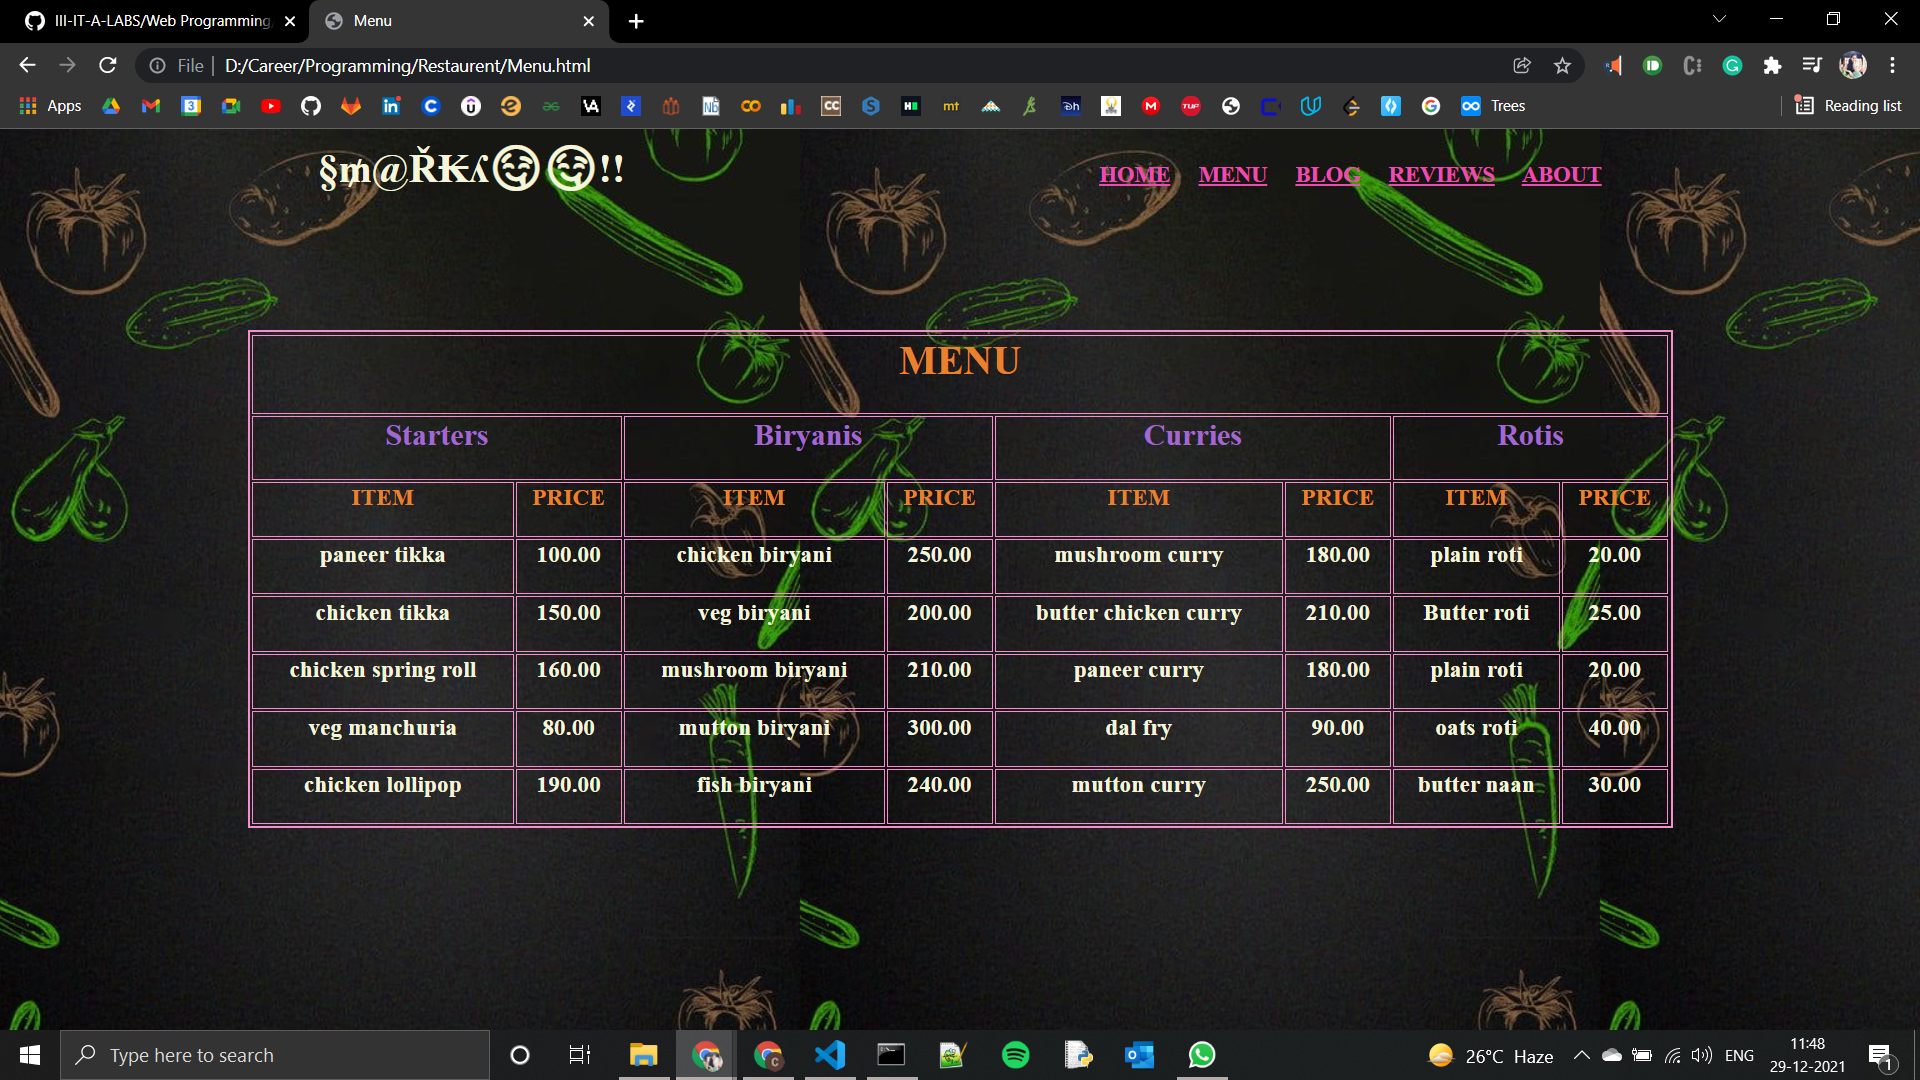 III-IT-A-LABS/Web Programming
Menu
File
D:/Career/Programming/Restaurent/Menu.html
Apps
Trees
Reading list
HOME MENU BLOG REVIEWS ABOUT
MENU
Starters Biryanis Curries Rotis
ITEM PRICE ITEM PRICE ITEM PRICE ITEM PRICE
paneer tikka 100.00 chicken biryani 250.00 mushroom curry 180.00 plain roti 20.00
chicken tikka 150.00 veg biryani 200.00 butter chicken curry 210.00 Butter roti 25.00
chicken spring roll 160.00 mushroom biryani 210.00 paneer curry 180.00 plain roti 20.00
veg manchuria 80.00 mutton biryani 300.00 dal fry 90.00 oats roti 40.00
chicken lollipop 190.00 fish biryani 240.00 mutton curry 250.00 butter naan 30.00
Type here to search
26°C Haze
ENG
11:48
29-12-2021
1